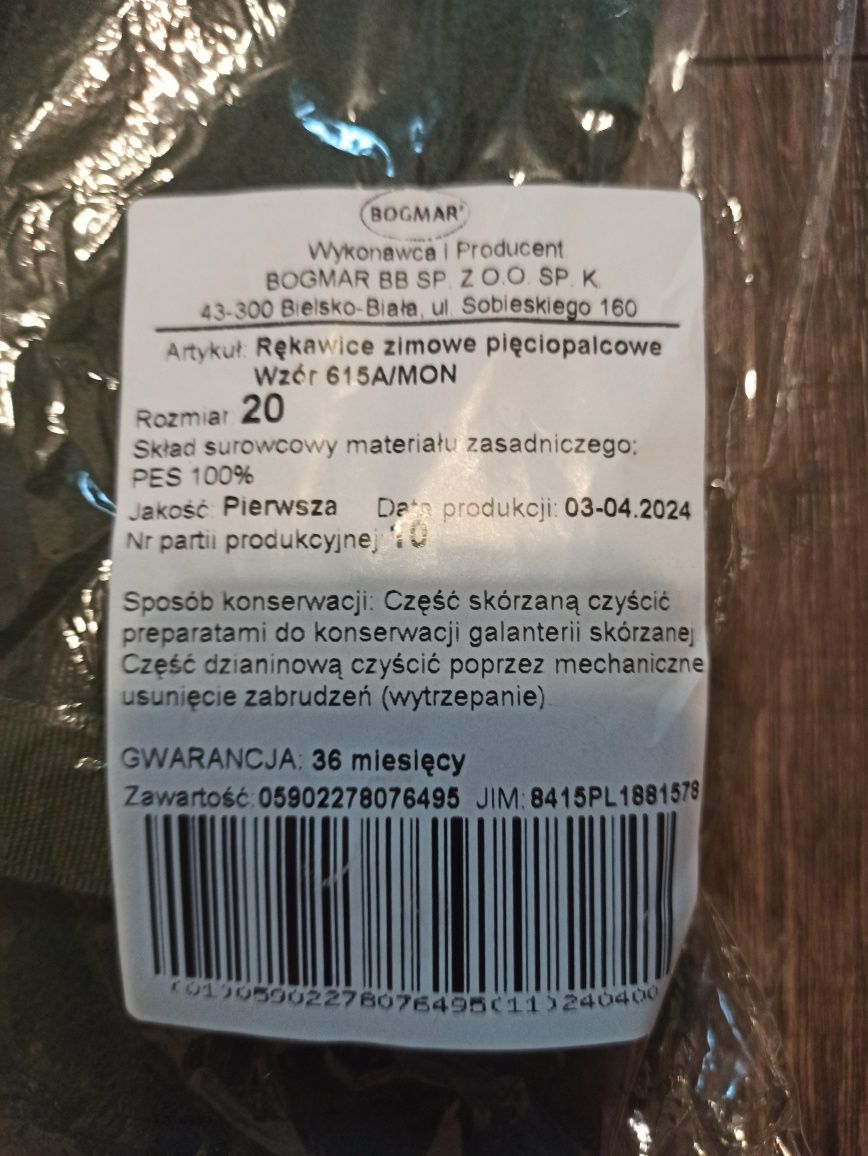 BOGMAR
Wykonawca i Producent
BOGMAR BB SP. Z O.O. SP. K.
43-300 Bielsko-Biała, ul. Sobieskiego 160
Artykuł: Rękawice zimowe pięciopalcowe
Wzór 615A/MON
Rozmiar 20
Skład surowcowy materiału zasadniczego:
PES 100%
Jakość: Pierwsza Data produkcji: 03-04.2024
Nr partii produkcyjnej 10
Sposób konserwacji: Część skórzaną czyścić
preparatami do konserwacji galanterii skórzanej
Część dzianinową czyścić poprzez mechaniczne
usunięcie zabrudzeń (wytrzepanie)
GWARANCJA: 36 miesięcy
Zawartość:05902278076495 JIM: 8415PL1881578
(01)05902278076495(11)240400